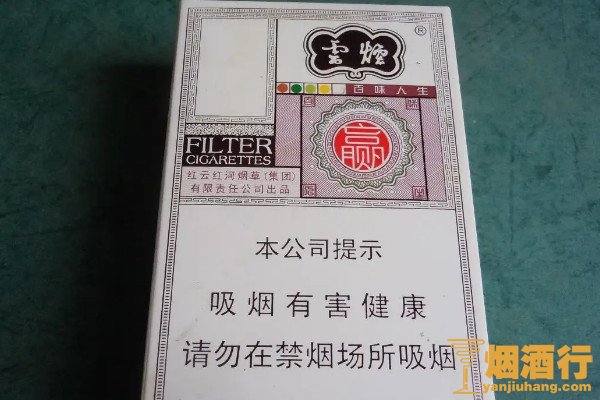 雲煙®
百味人生
赢
FILTER
CIGARETTES
红云红河烟草(集团)
有限责任公司出品
本公司提示
吸烟有害健康
请勿在禁烟场所吸烟
烟酒行
yanjiuhang.com